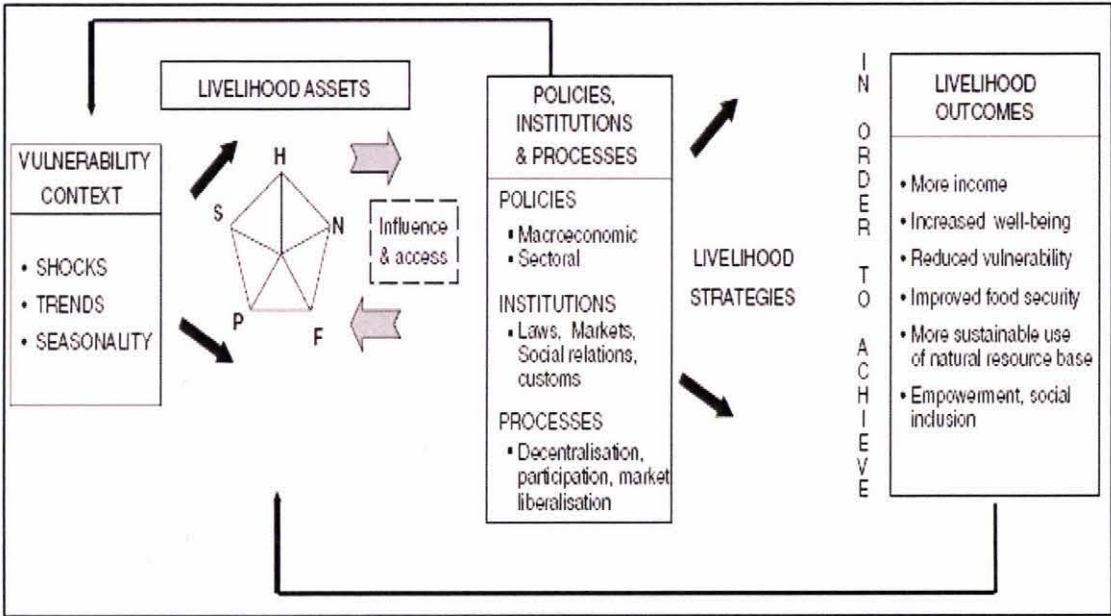 LIVELIHOOD ASSETS
VULNERABILITY
CONTEXT
• SHOCKS
• TRENDS
• SEASONALITY
H
S
N
P
F
Influence
& access
POLICIES,
INSTITUTIONS
& PROCESSES
POLICIES
▪ Macroeconomic
▪ Sectoral
INSTITUTIONS
▪ Laws, Markets,
Social relations,
customs
PROCESSES
▪ Decentralisation,
participation, market
liberalisation
LIVELIHOOD
STRATEGIES
IN ORDER TO ACHIEVE
LIVELIHOOD
OUTCOMES
• More income
• Increased well-being
• Reduced vulnerability
• Improved food security
• More sustainable use
of natural resource base
• Empowerment, social
inclusion